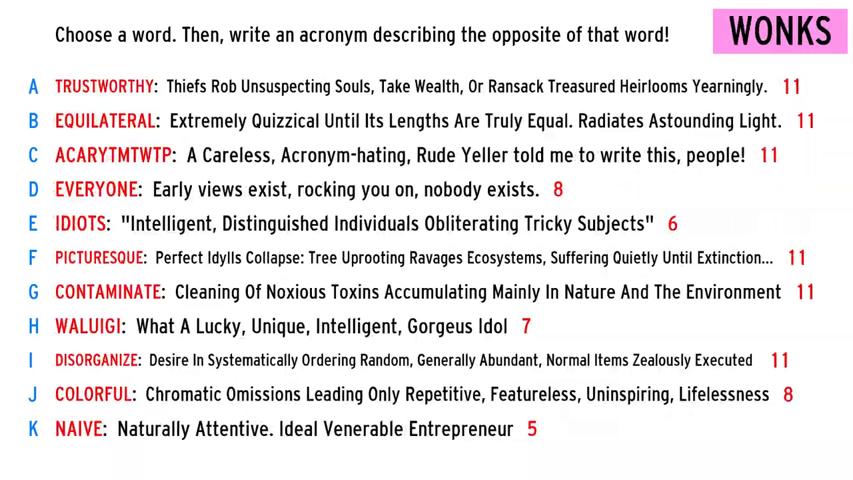 Choose a word. Then, write an acronym describing the opposite of that word!
WONKS
A TRUSTWORTHY: Thiefs Rob Unsuspecting Souls, Take Wealth, Or Ransack Treasured Heirlooms Yearningly. 11
B EQUILATERAL: Extremely Quizzical Until Its Lengths Are Truly Equal. Radiates Astounding Light. 11
C ACARYTMTWTP: A Careless, Acronym-hating, Rude Yeller told me to write this, people! 11
D EVERYONE: Early views exist, rocking you on, nobody exists. 8
E IDIOTS: "Intelligent, Distinguished Individuals Obliterating Tricky Subjects" 6
F PICTURESQUE: Perfect Idylls Collapse: Tree Uprooting Ravages Ecosystems, Suffering Quietly Until Extinction... 11
G CONTAMINATE: Cleaning Of Noxious Toxins Accumulating Mainly In Nature And The Environment 11
H WALUIGI: What A Lucky, Unique, Intelligent, Gorgeus Idol 7
I DISORGANIZE: Desire In Systematically Ordering Random, Generally Abundant, Normal Items Zealously Executed 11
J COLORFUL: Chromatic Omissions Leading Only Repetitive, Featureless, Uninspiring, Lifelessness 8
K NAIVE: Naturally Attentive. Ideal Venerable Entrepreneur 5